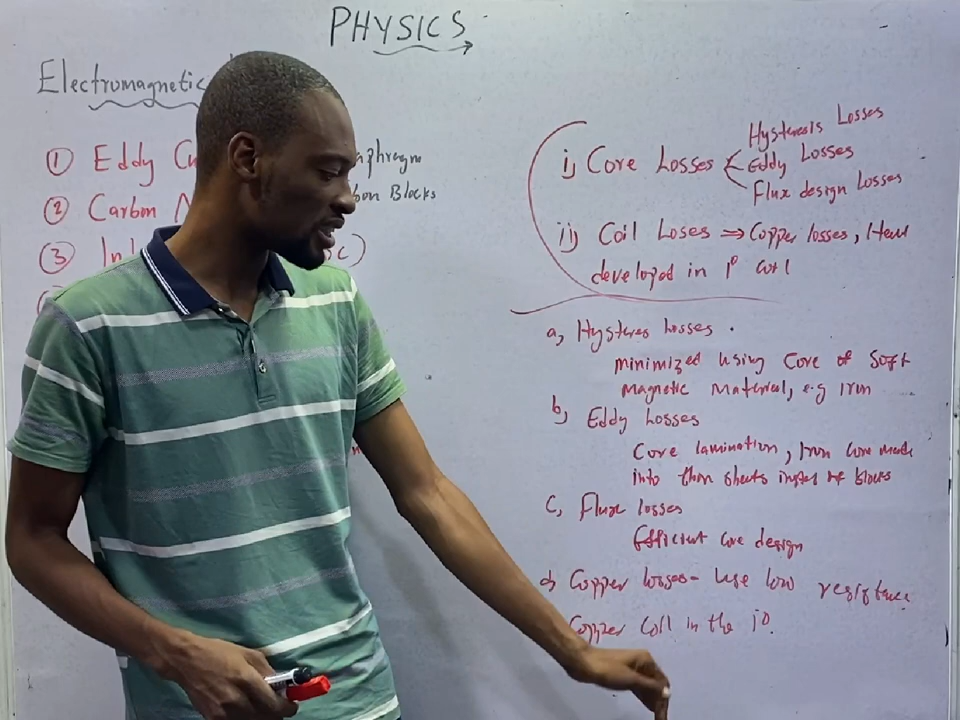 PHYSICS
Electromagnetic
① Eddy Cu
aphragm
② Carbon
bon Blocks
③ In
c)
i) Core Losses
Hysteresis Losses
Eddy Losses
Flux design Losses
ii) Coil Loses ⇒ Copper losses, Heat
developed in 1° Coil
a, Hysteres Losses .
minimized using Core of Soft
magnetic material, e.g Iron
b, Eddy Losses
Core lamination, Iron Core made
into thin sheets insted of blocks
C, Flux losses
Efficient core design
d, Copper losses - Use low resistance
Copper Coil in the